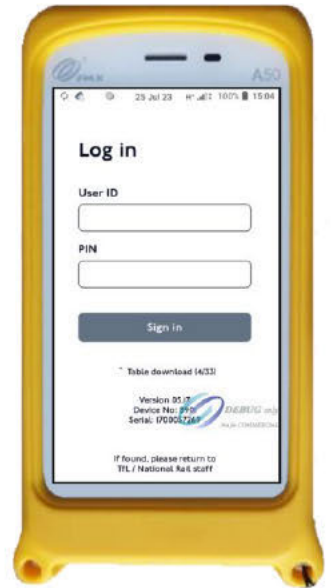 A50
25 Jul 23 100% 15:04
Log in
User ID
PIN
Sign in
Table download (4/33)
Version
Device No:
Serial:
DEBUG
If found, please return to
TfL / National Rail staff